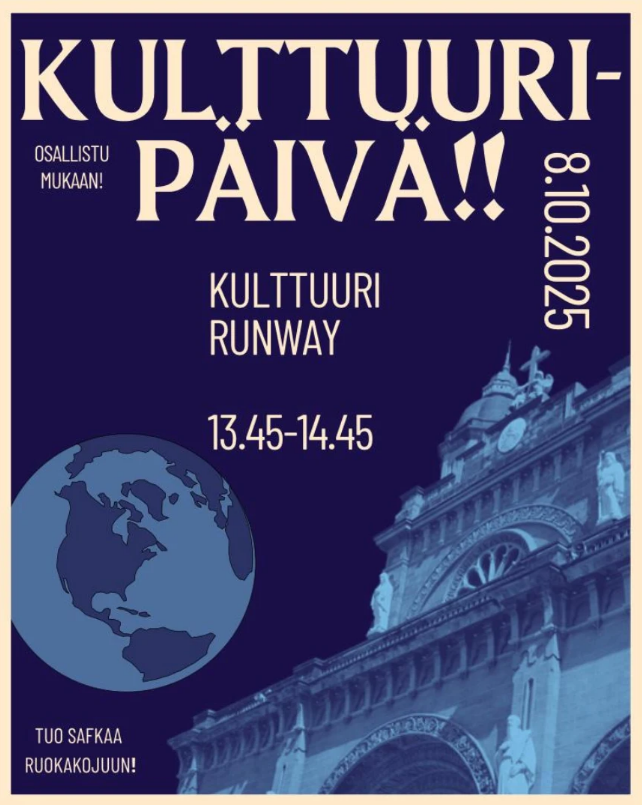 KULTTUURI-
PÄIVÄ!!
OSALLISTU
MUKAAN!
8.10.2025
KULTTUURI
RUNWAY
13.45-14.45
TUO SAFKAA
RUOKAKOJUUN!